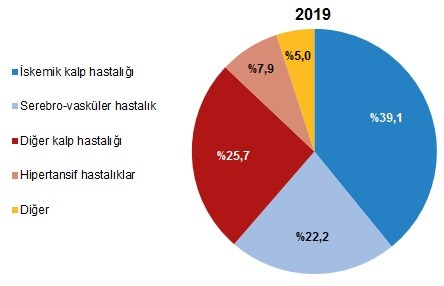 2019
İskemik kalp hastalığı
Serebro-vasküler hastalık
Diğer kalp hastalığı
Hipertansif hastalıklar
Diğer
%39,1
%22,2
%25,7
%7,9
%5,0